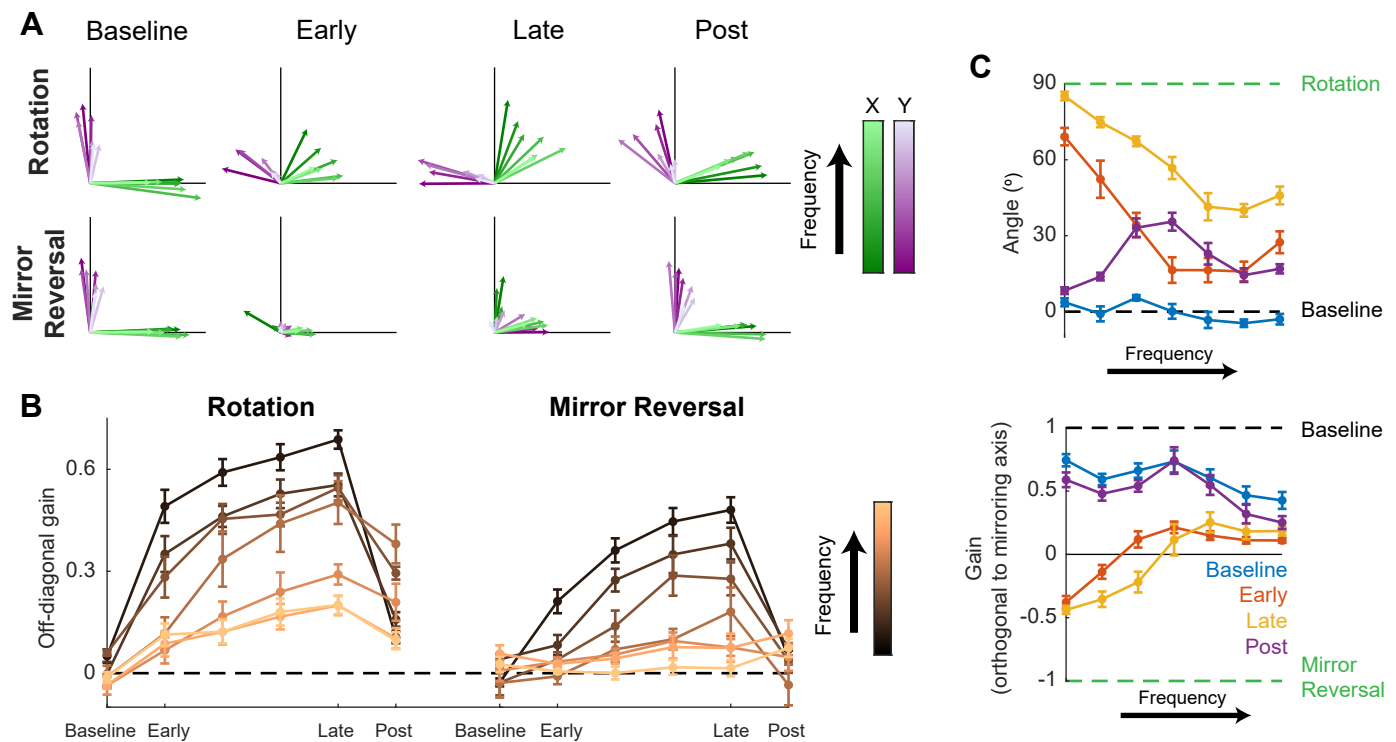 A
Baseline
Early
Late
Post
Rotation
Mirror
Reversal
X
Y
Frequency
B
Rotation
Mirror Reversal
Off-diagonal gain
0.6
0.3
0
Baseline
Early
Late
Post
Baseline
Early
Late
Post
Frequency
C
90
60
30
0
Angle (º)
Rotation
Baseline
Frequency
1
0.5
0
-0.5
-1
Gain
(orthogonal to mirroring axis)
Baseline
Baseline
Early
Late
Post
Mirror
Reversal
Frequency